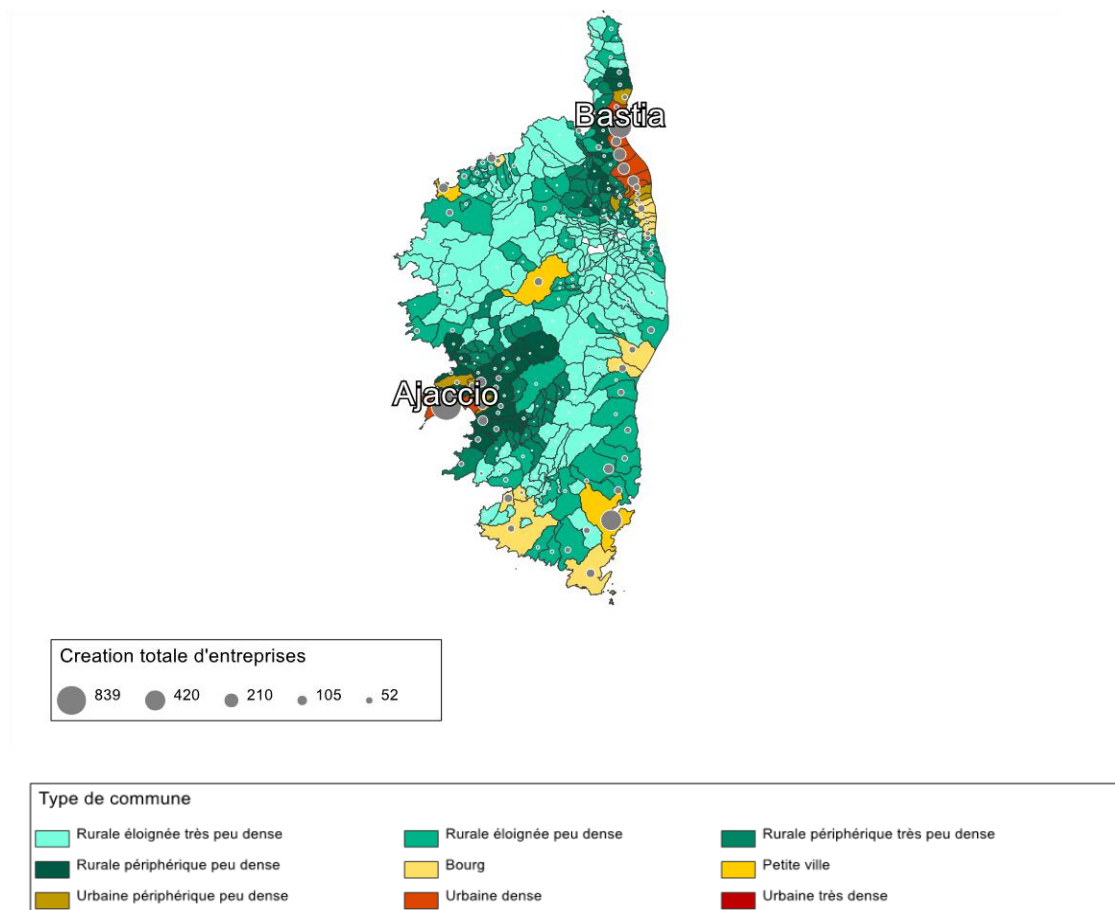 Bastia
Ajaccio
Creation totale d'entreprises
839 420 210 105 52
Type de commune
Rurale éloignée très peu dense Rurale éloignée peu dense Rurale périphérique très peu dense
Rurale périphérique peu dense Bourg Petite ville
Urbaine périphérique peu dense Urbaine dense Urbaine très dense